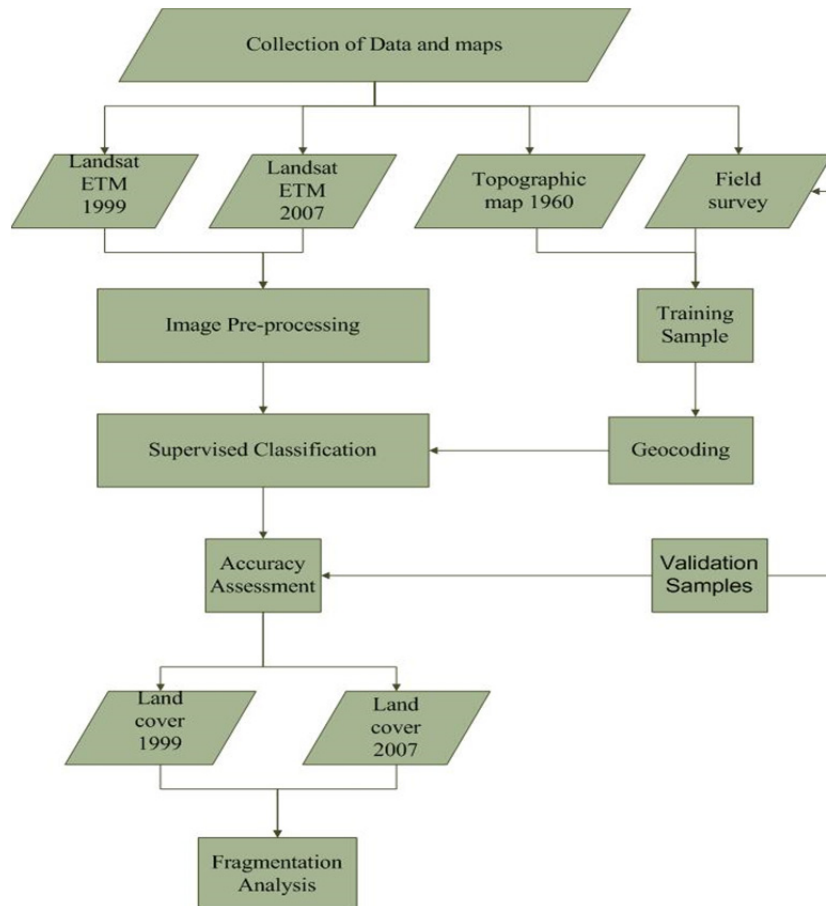 Collection of Data and maps
Landsat
ETM
1999
Landsat
ETM
2007
Topographic
map 1960
Field
survey
Image Pre-processing
Training
Sample
Supervised Classification
Geocoding
Accuracy
Assessment
Validation
Samples
Land
cover
1999
Land
cover
2007
Fragmentation
Analysis